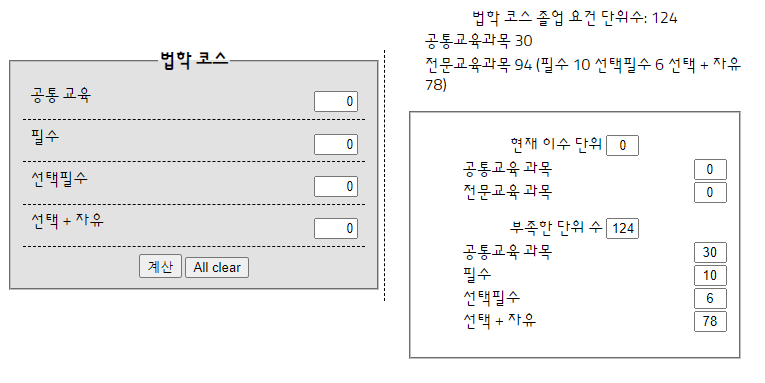 법학 코스
공통 교육 0
필수 0
선택필수 0
선택 + 자유 0
계산 All clear
법학 코스 졸업 요건 단위수: 124
공통교육과목 30
전문교육과목 94 (필수 10 선택필수 6 선택 + 자유
78)
현재 이수 단위 0
공통교육 과목 0
전문교육 과목 0
부족한 단위 수 124
공통교육 과목 30
필수 10
선택필수 6
선택 + 자유 78